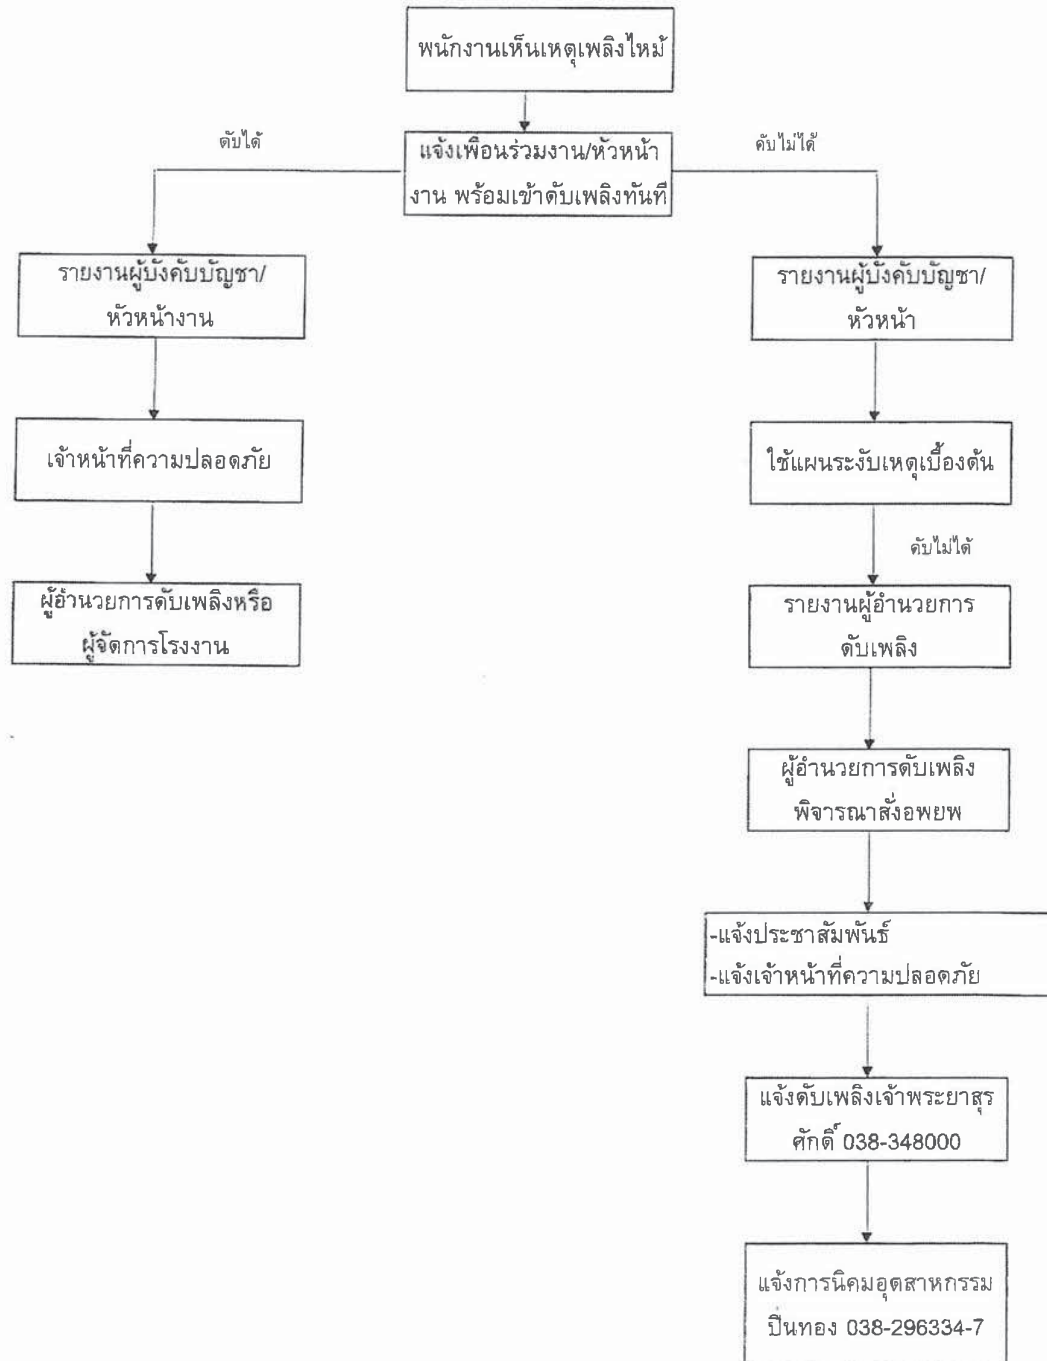 พนักงานเห็นเหตุเพลิงไหม้
แจ้งเพื่อนร่วมงาน/หัวหน้า
งาน พร้อมเข้าดับเพลิงทันที
ดับได้
ดับไม่ได้
รายงานผู้บังคับบัญชา/
หัวหน้างาน
เจ้าหน้าที่ความปลอดภัย
ผู้อำนวยการดับเพลิงหรือ
ผู้จัดการโรงงาน
รายงานผู้บังคับบัญชา/
หัวหน้า
ใช้แผนระงับเหตุเบื้องต้น
ดับไม่ได้
รายงานผู้อำนวยการ
ดับเพลิง
ผู้อำนวยการดับเพลิง
พิจารณาสั่งอพยพ
-แจ้งประชาสัมพันธ์
-แจ้งเจ้าหน้าที่ความปลอดภัย
แจ้งดับเพลิงเจ้าพระยาสุร
ศักดิ์ 038-348000
แจ้งการนิคมอุตสาหกรรม
ปิ่นทอง 038-296334-7